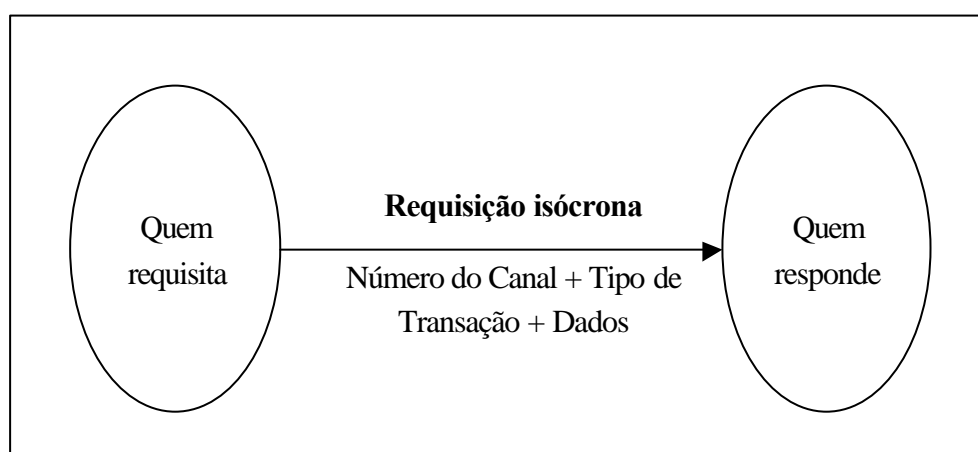 Quem
requisita
Requisição isócrona
Número do Canal + Tipo de
Transação + Dados
Quem
responde